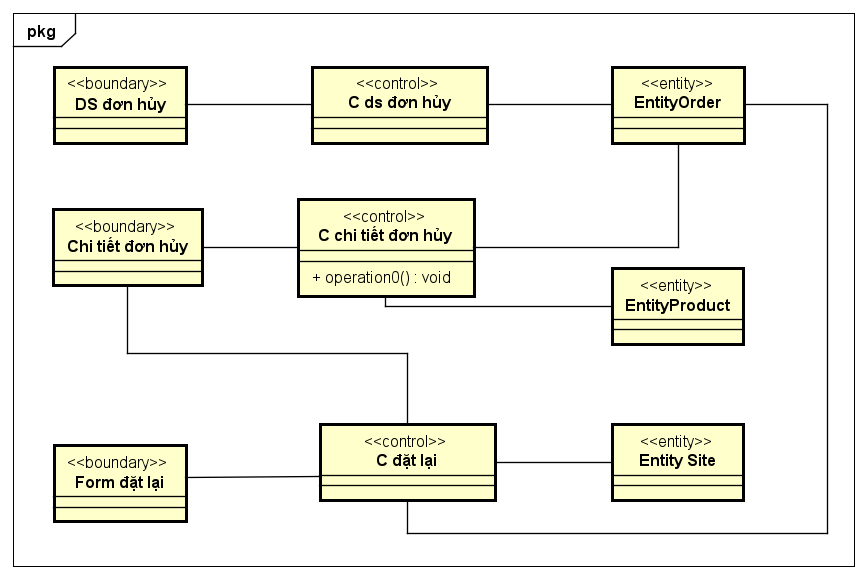 pkg
<<boundary>>
DS đơn hủy
<<control>>
C ds đơn hủy
<<entity>>
EntityOrder
<<boundary>>
Chi tiết đơn hủy
<<control>>
C chi tiết đơn hủy
+ operation0() : void
<<entity>>
EntityProduct
<<boundary>>
Form đặt lại
<<control>>
C đặt lại
<<entity>>
Entity Site